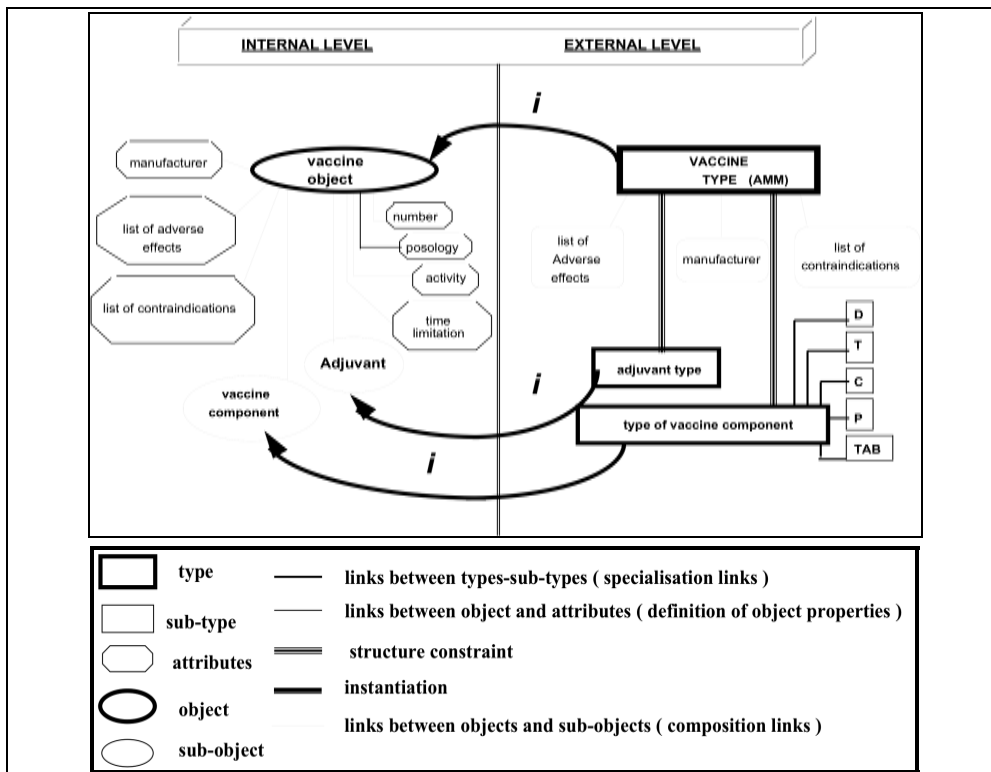 INTERNAL LEVEL
EXTERNAL LEVEL
i
manufacturer
vaccine
object
VACCINE
TYPE (AMM)
list of adverse
effects
number
posology
activity
time
limitation
list of contraindications
list of
Adverse
effects
manufacturer
list of
contraindications
Adjuvant
vaccine
component
i
adjuvant type
type of vaccine component
i
D
T
C
P
TAB
type
links between types-sub-types ( specialisation links )
sub-type
links between object and attributes ( definition of object properties )
attributes
structure constraint
instantiation
object
links between objects and sub-objects ( composition links )
sub-object